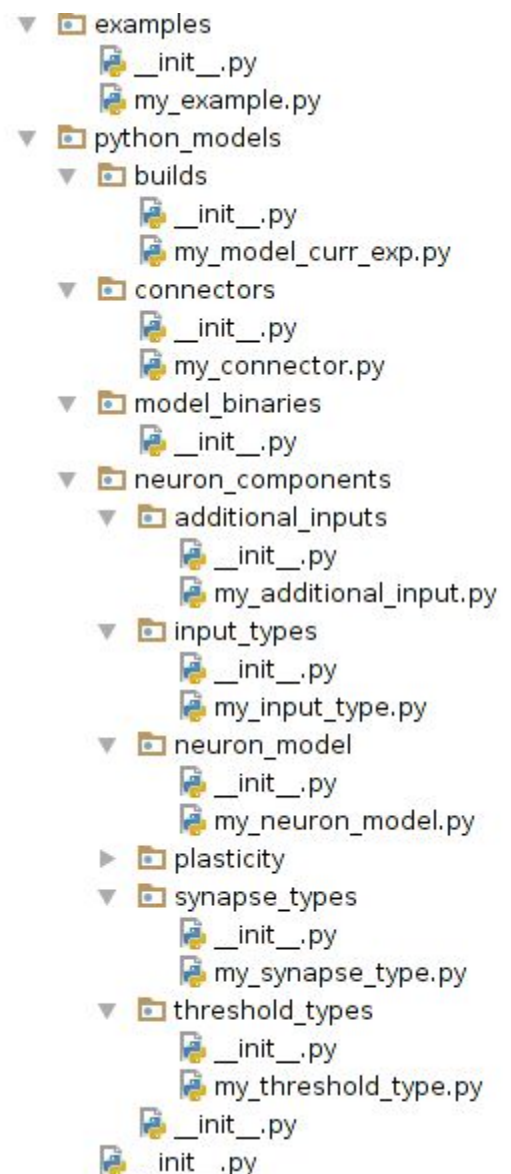 examples
__init__.py
my_example.py
python_models
builds
__init__.py
my_model_curr_exp.py
connectors
__init__.py
my_connector.py
model_binaries
__init__.py
neuron_components
additional_inputs
__init__.py
my_additional_input.py
input_types
__init__.py
my_input_type.py
neuron_model
__init__.py
my_neuron_model.py
plasticity
synapse_types
__init__.py
my_synapse_type.py
threshold_types
__init__.py
my_threshold_type.py
__init__.py
__init__.py